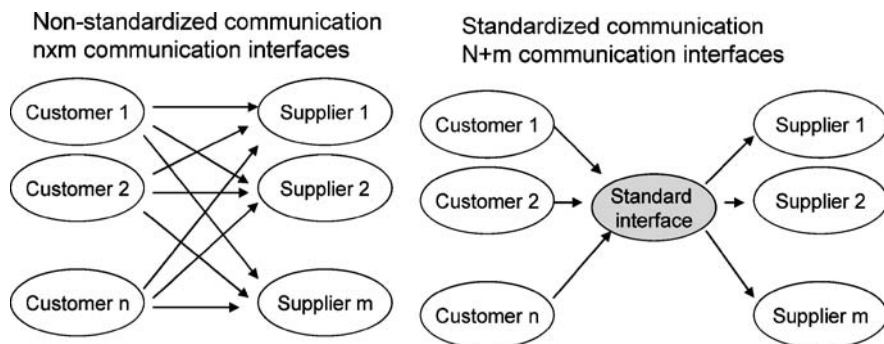 Non-standardized communication
nxm communication interfaces
Customer 1
Supplier 1
Customer 2
Supplier 2
Customer n
Supplier m
Standardized communication
N+m communication interfaces
Customer 1
Supplier 1
Customer 2
Standard
interface
Supplier 2
Customer n
Supplier m